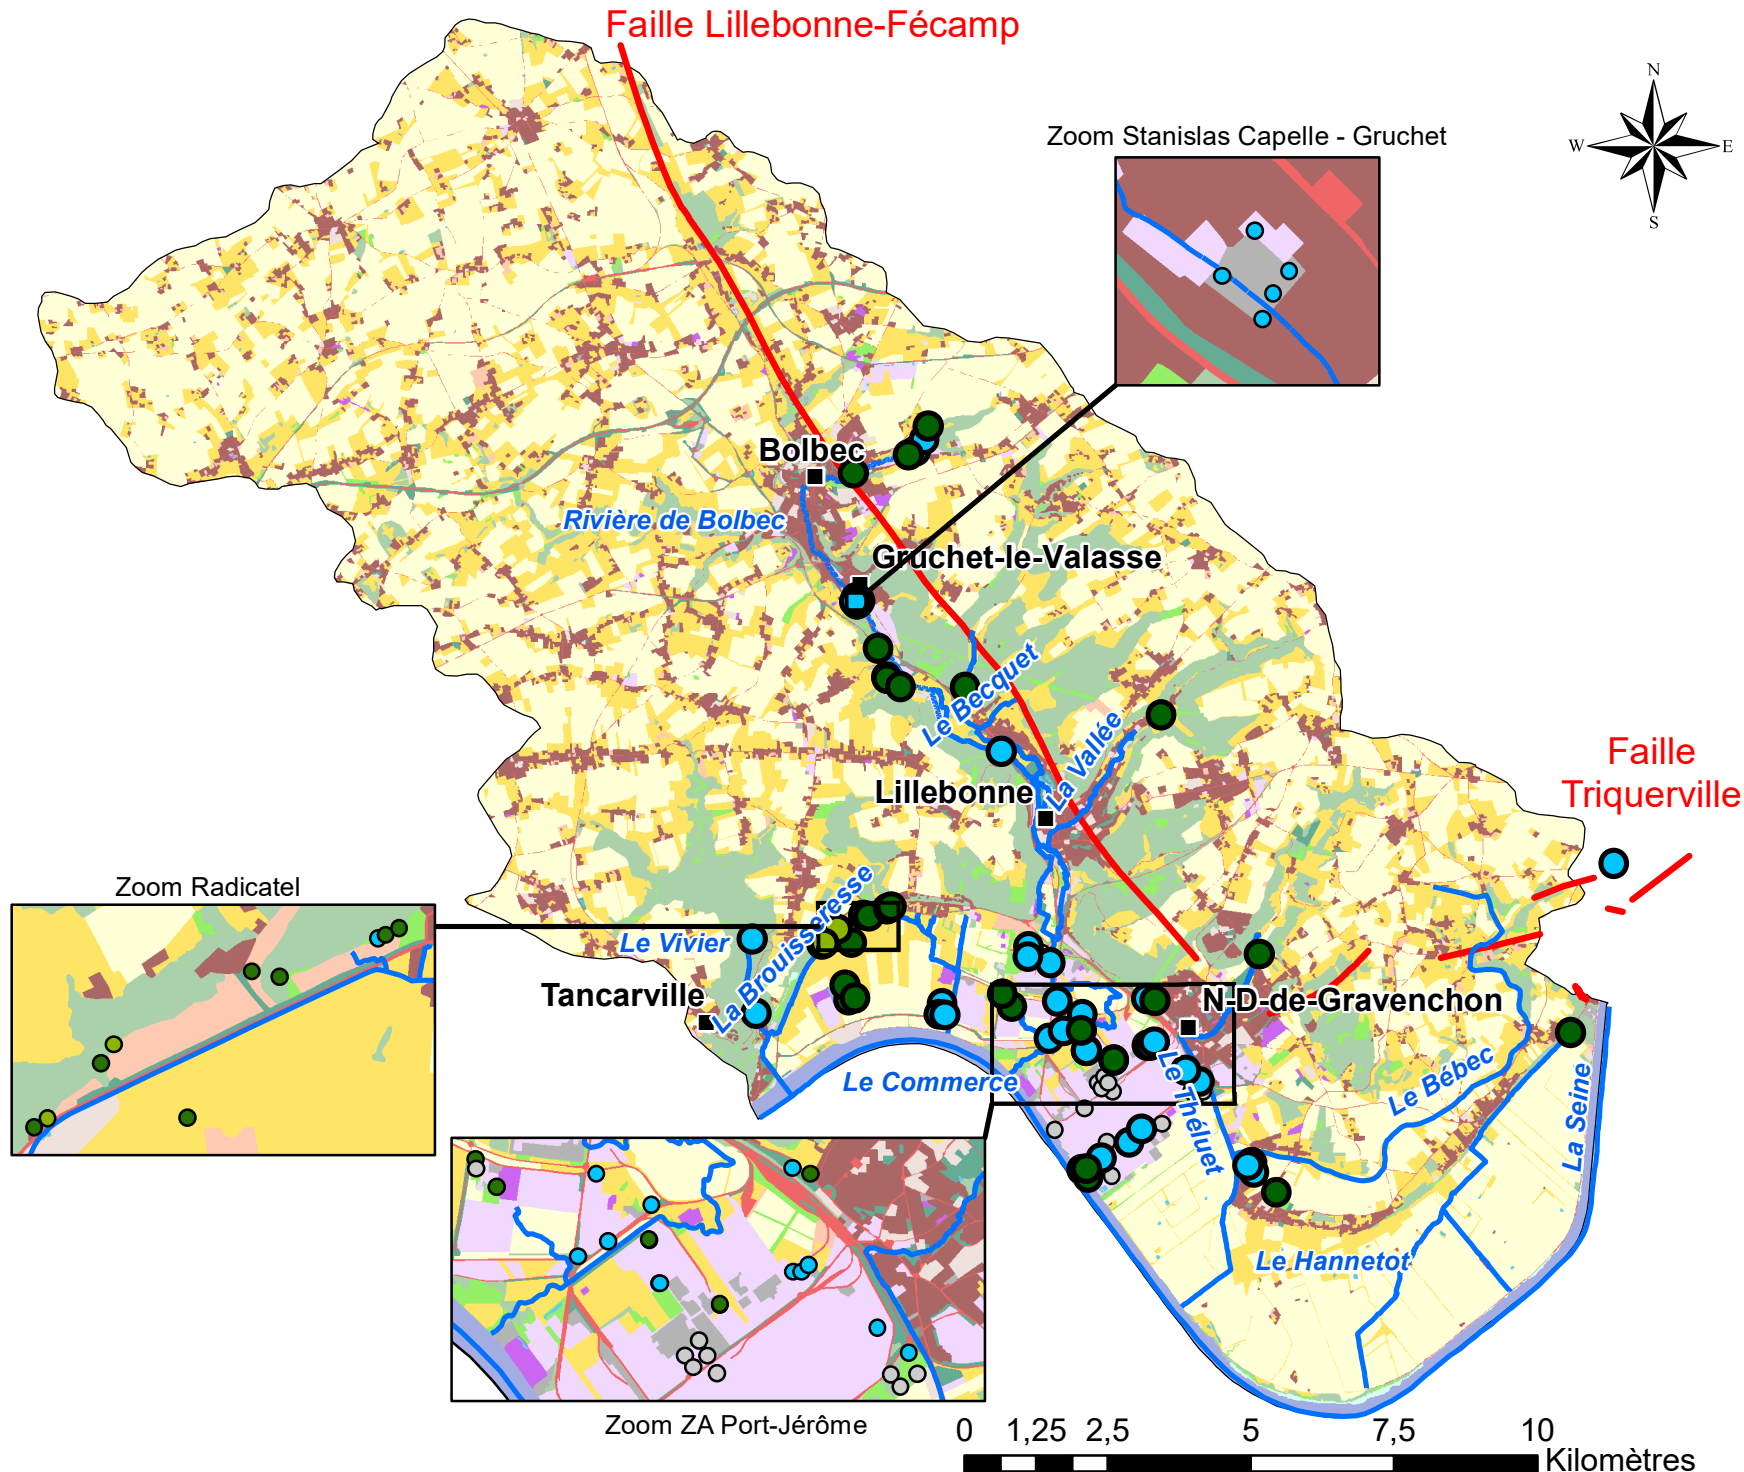 Faille Lillebonne-Fécamp
N
W
E
S
Zoom Stanislas Capelle - Gruchet
Bolbec
Rivière de Bolbec
Gruchet-le-Valasse
Le Becquet
La Vallée
Lillebonne
Faille
Triquerville
Zoom Radicatel
La Brouisseresse
Le Vivier
Tancarville
N-D-de-Gravenchon
Le Commerce
Le Théluet
Le Bébec
La Seine
Le Hannetot
Zoom ZA Port-Jérôme
0 1,25 2,5 5 7,5 10
Kilomètres